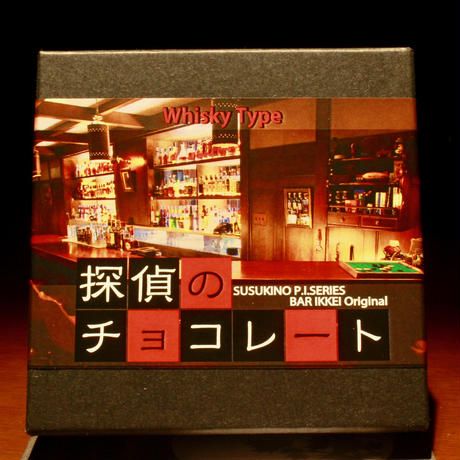 Whisky Type
探偵の
SUSUKINO P.I.SERIES
BAR IKKEI Original
チョコレート